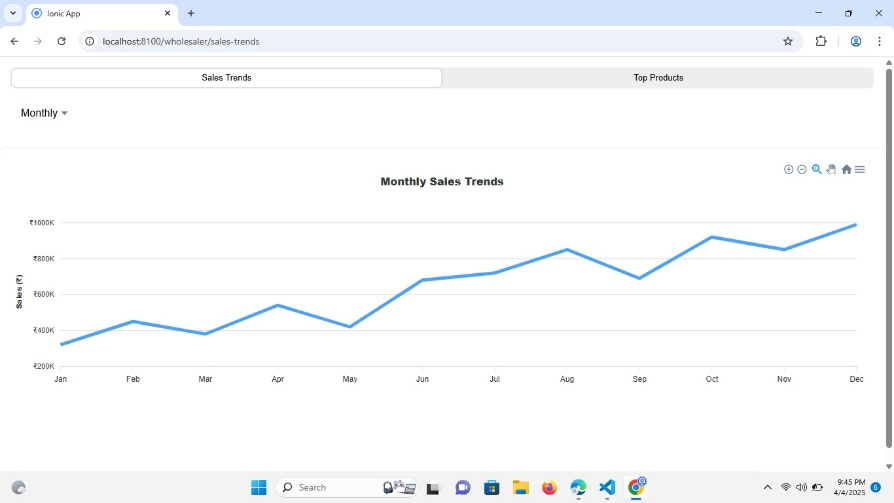 Ionic App
localhost:8100/wholesaler/sales-trends
Sales Trends
Top Products
Monthly
Monthly Sales Trends
Sales (₹)
₹1000K
₹800K
₹600K
₹400K
₹200K
Jan Feb Mar Apr May Jun Jul Aug Sep Oct Nov Dec
Search
9:45 PM
4/4/2025
6